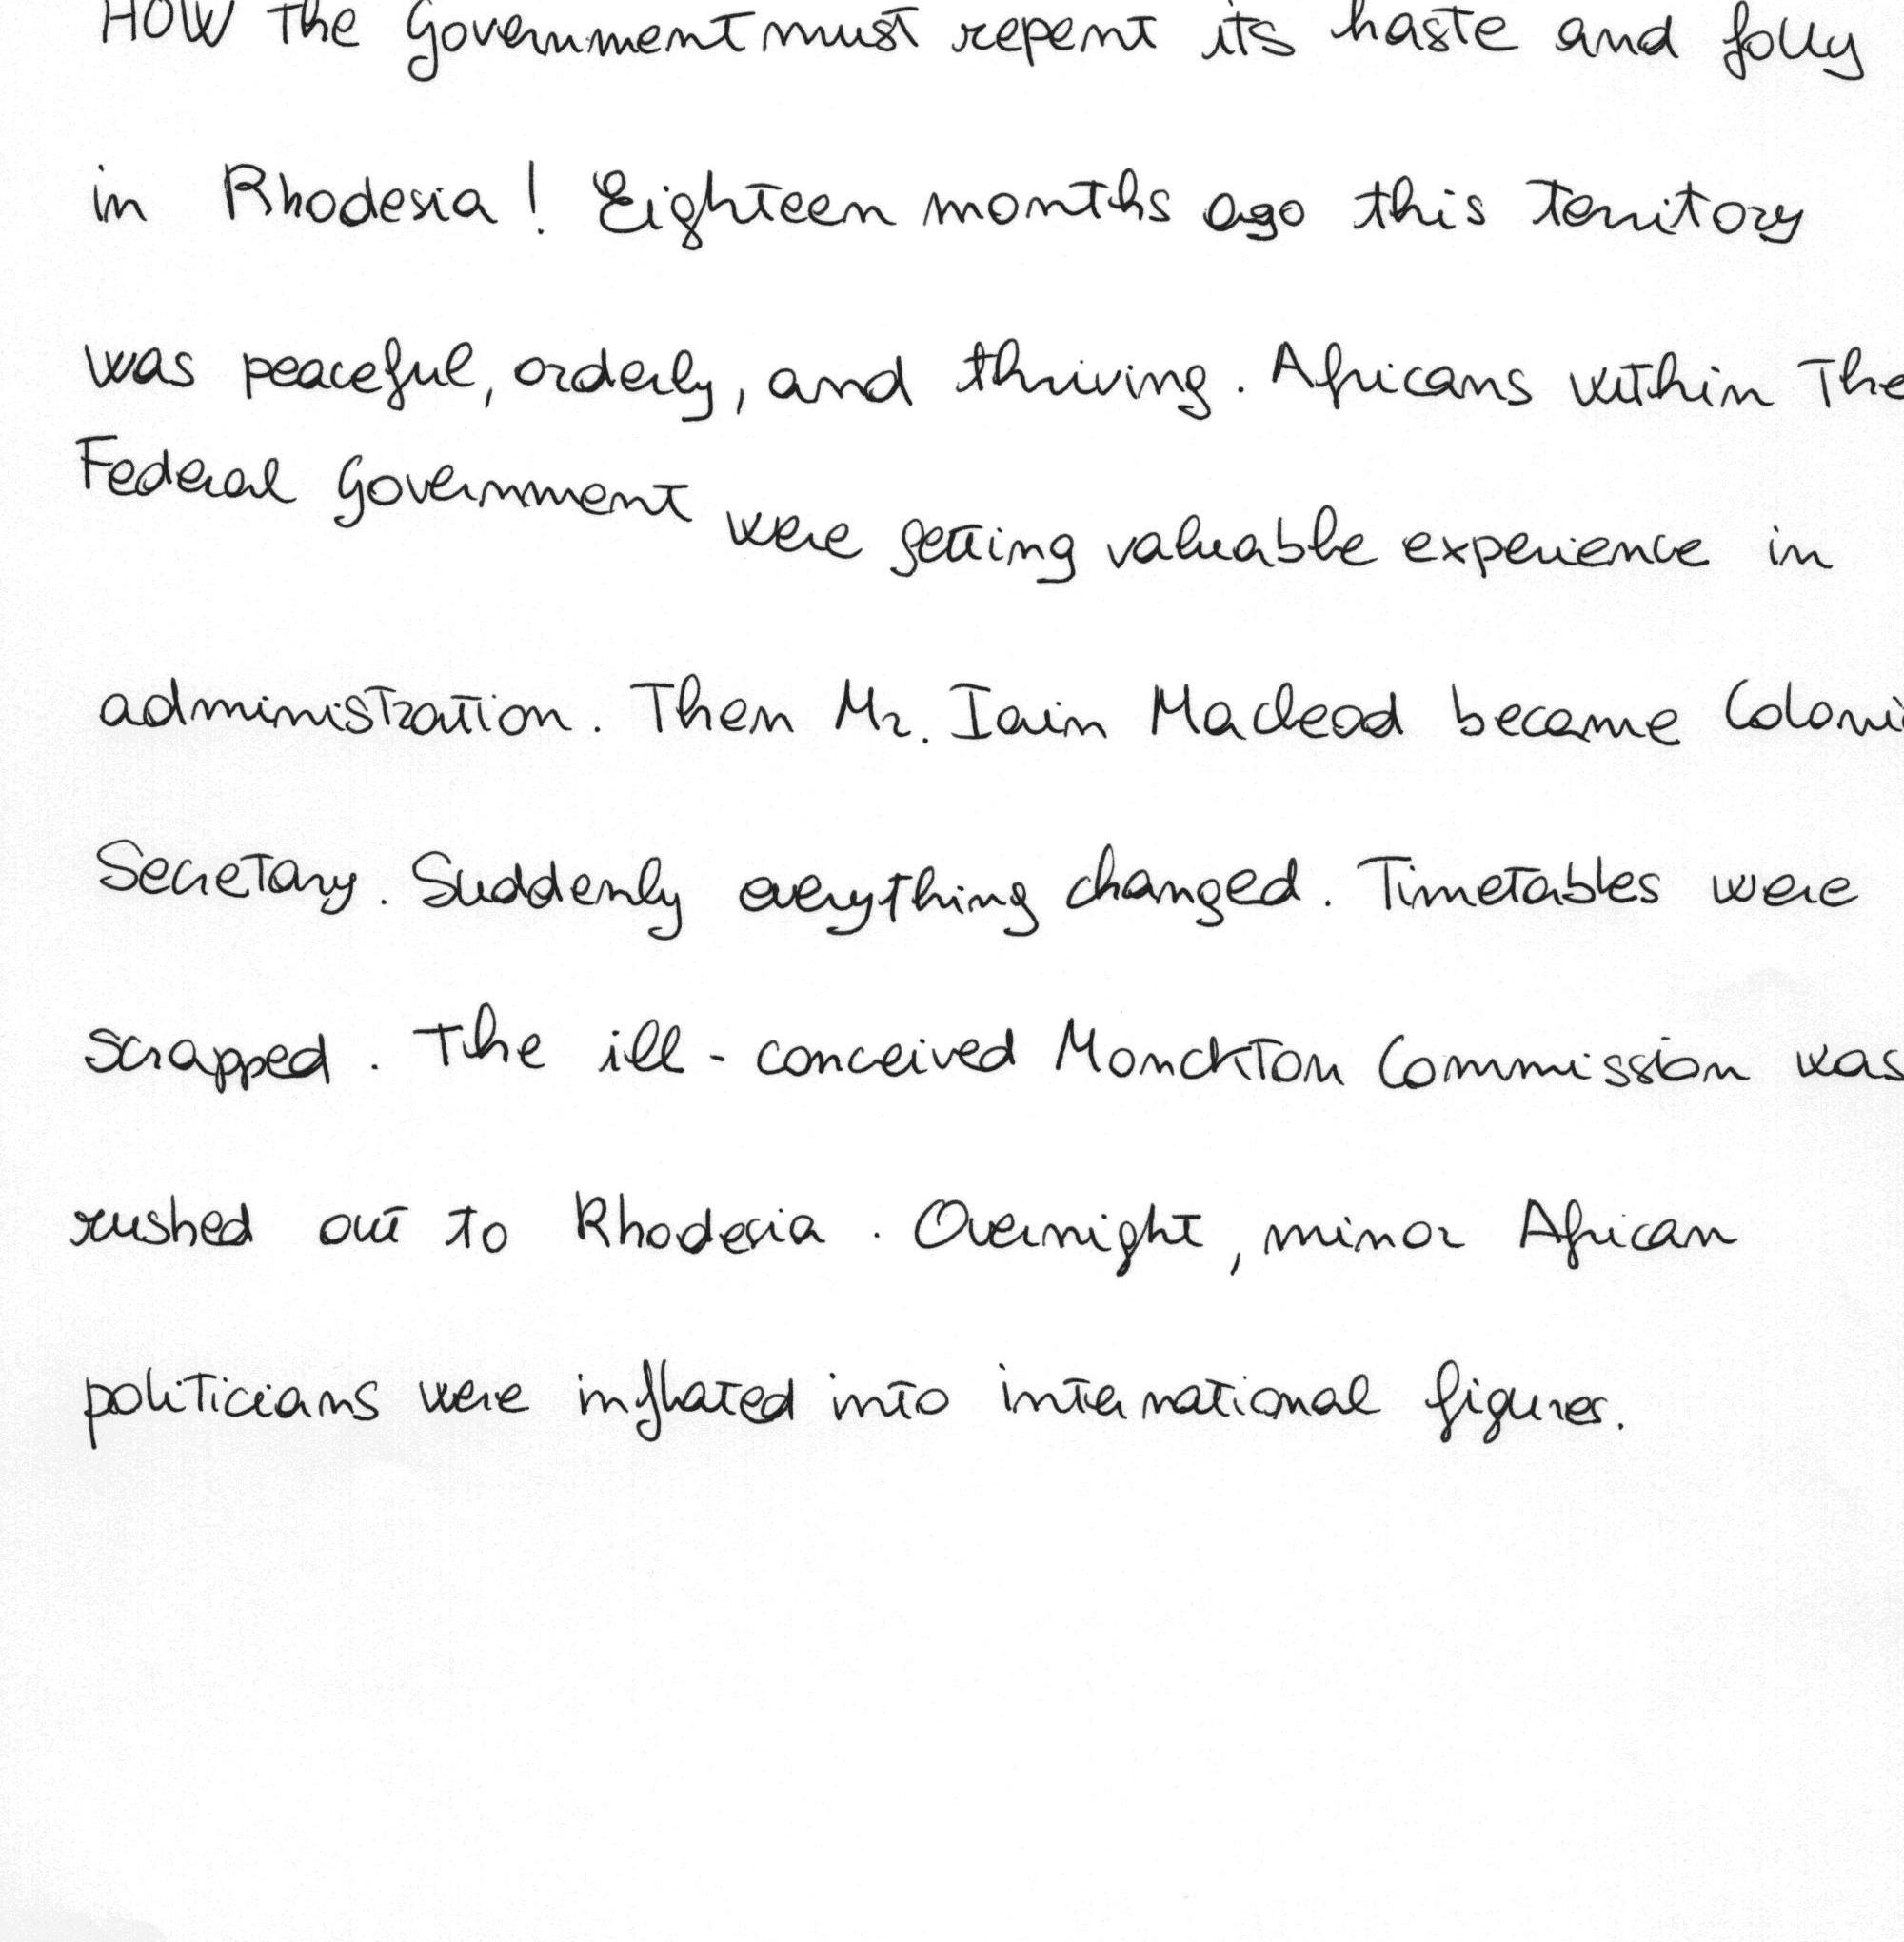 HOW the Government must repent its haste and folly
in Rhodesia! Eighteen months ago this territory
was peaceful, orderly, and thriving. Africans within the
Federal Government were getting valuable experience in
administration. Then Mr. Iain Macleod became Coloni
Secretary. Suddenly everything changed. Timetables were
scrapped. The ill-conceived Monckton Commission was
rushed out to Rhodesia. Overnight, minor African
politicians were inflated into international figures.